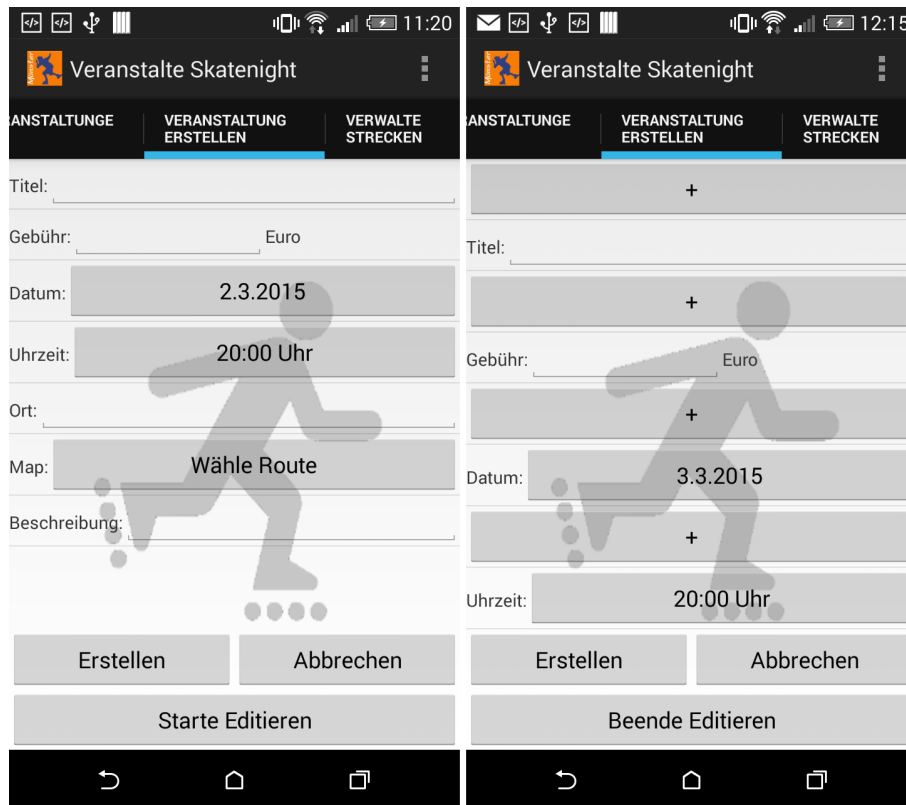 11:20
Veranstalte Skatenight
ANSTALTUNGE
VERANSTALTUNG
ERSTELLEN
VERWALTE
STRECKEN
Titel:
Gebühr: Euro
Datum: 2.3.2015
Uhrzeit: 20:00 Uhr
Ort:
Map: Wähle Route
Beschreibung:
Erstellen Abbrechen
Starte Editieren
12:15
Veranstalte Skatenight
ANSTALTUNGE
VERANSTALTUNG
ERSTELLEN
VERWALTE
STRECKEN
+
Titel:
+
Gebühr: Euro
+
Datum: 3.3.2015
+
Uhrzeit: 20:00 Uhr
Erstellen Abbrechen
Beende Editieren